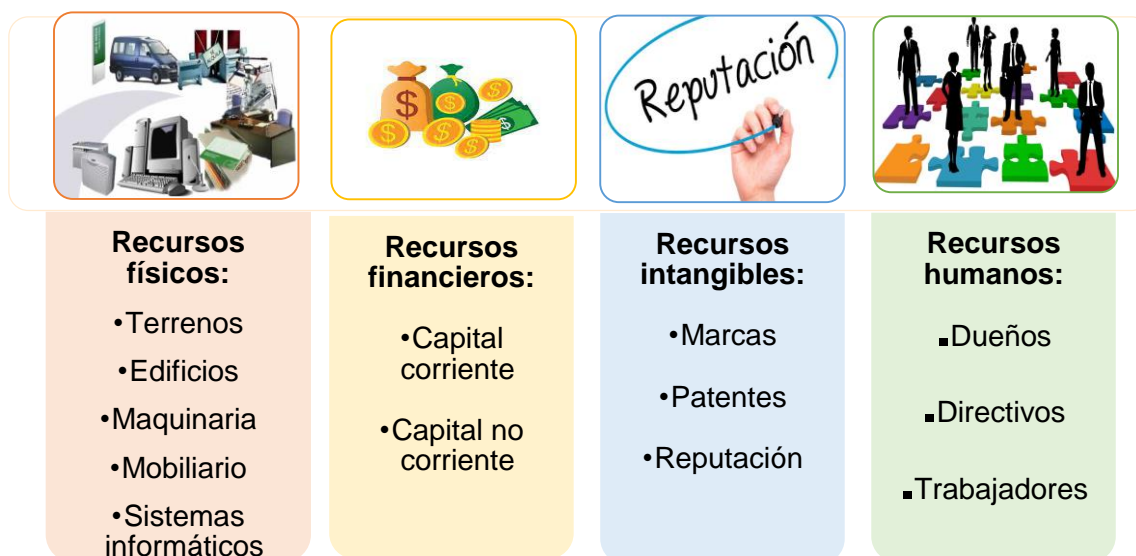 Reputación
Recursos
físicos:
•Terrenos
•Edificios
•Maquinaria
•Mobiliario
•Sistemas
informáticos
Recursos
financieros:
•Capital
corriente
•Capital no
corriente
Recursos
intangibles:
•Marcas
•Patentes
•Reputación
Recursos
humanos:
▪Dueños
▪Directivos
▪Trabajadores